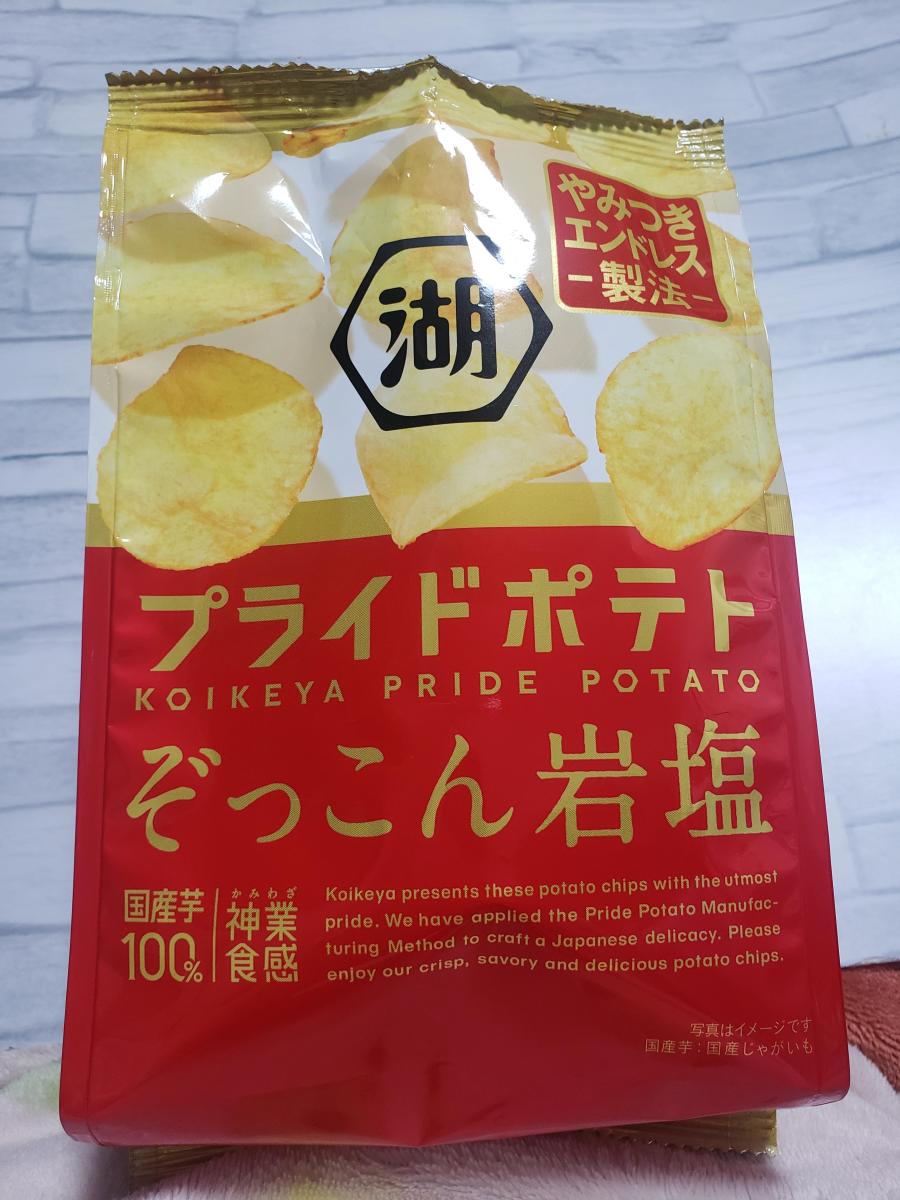 やみつき
エンドレス
製法
湖
プライドポテト
KOIKEYA PRIDE POTATO
ぞっこん岩塩
国産芋
100%
かみわざ
神業
食感
Koikeya presents these potato chips with the utmost
pride. We have applied the Pride Potato Manufac-
turing Method to craft a Japanese delicacy. Please
enjoy our crisp, savory and delicious potato chips.
写真はイメージです
国産芋：国産じゃがいも